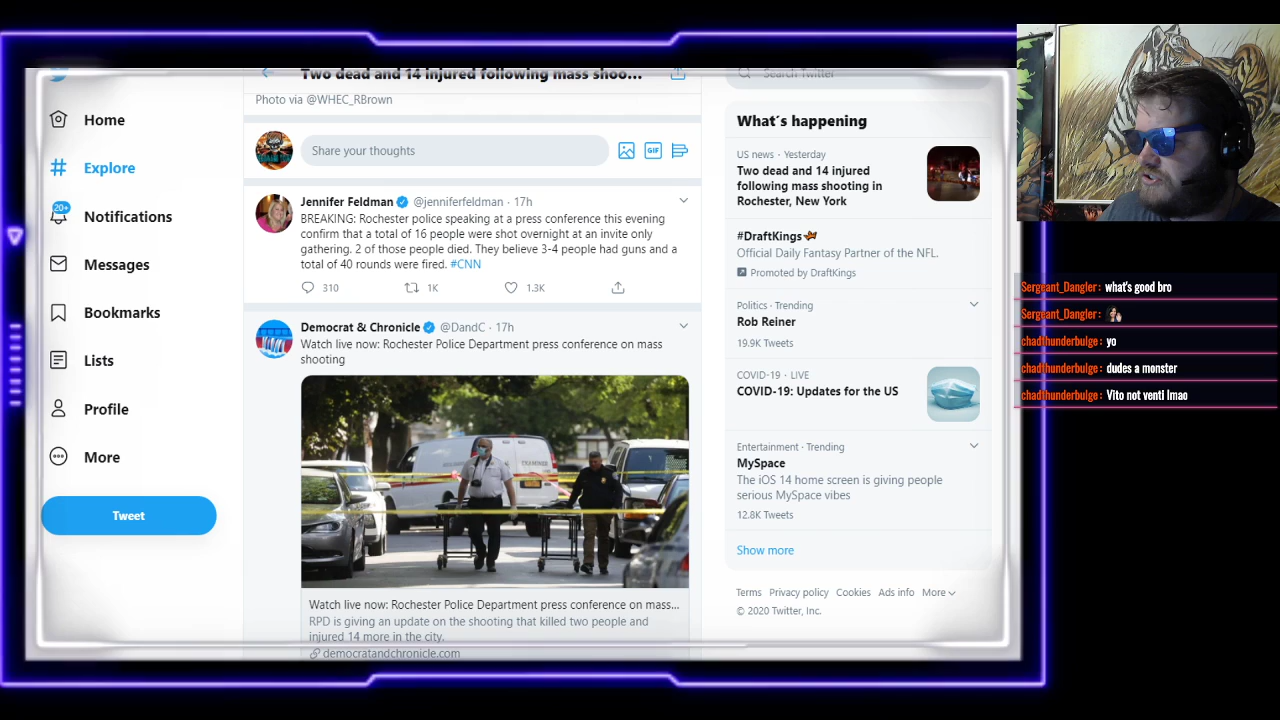 Home
Explore
20+
Notifications
Messages
Bookmarks
Lists
Profile
More
Tweet
Two dead and 14 injured following mass shoo...
Photo via @WHEC_RBrown
Share your thoughts
GIF
Jennifer Feldman @jenniferfeldman · 17h
BREAKING: Rochester police speaking at a press conference this evening
confirm that a total of 16 people were shot overnight at an invite only
gathering. 2 of those people died. They believe 3-4 people had guns and a
total of 40 rounds were fired. #CNN
310
1K
1.3K
Democrat & Chronicle @DandC · 17h
Watch live now: Rochester Police Department press conference on mass
shooting
Watch live now: Rochester Police Department press conference on mass...
RPD is giving an update on the shooting that killed two people and
injured 14 more in the city.
democratandchronicle.com
Search Twitter
What's happening
US news · Yesterday
Two dead and 14 injured
following mass shooting in
Rochester, New York
#DraftKings
Official Daily Fantasy Partner of the NFL.
Promoted by DraftKings
Politics · Trending
Rob Reiner
19.9K Tweets
COVID-19 · LIVE
COVID-19: Updates for the US
Entertainment · Trending
MySpace
The iOS 14 home screen is giving people
serious MySpace vibes
12.8K Tweets
Show more
Terms Privacy policy Cookies Ads info More
© 2020 Twitter, Inc.
Sergeant_Dangler: what's good bro
Sergeant_Dangler:
chadthunderbulge: yo
chadthunderbulge: dudes a monster
chadthunderbulge: Vito not venti lmao